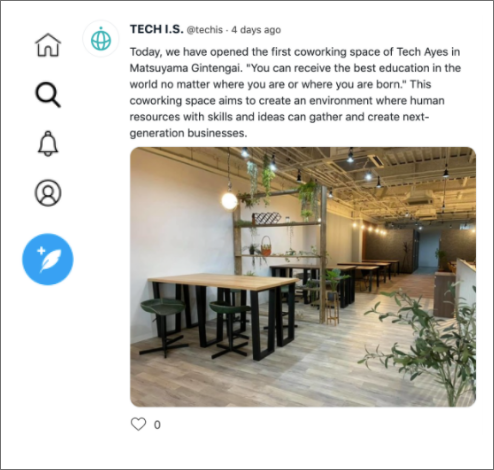 TECH I.S. @techis · 4 days ago
Today, we have opened the first coworking space of Tech Ayes in
Matsuyama Gintengai. "You can receive the best education in the
world no matter where you are or where you are born." This
coworking space aims to create an environment where human
resources with skills and ideas can gather and create next-
generation businesses.
0